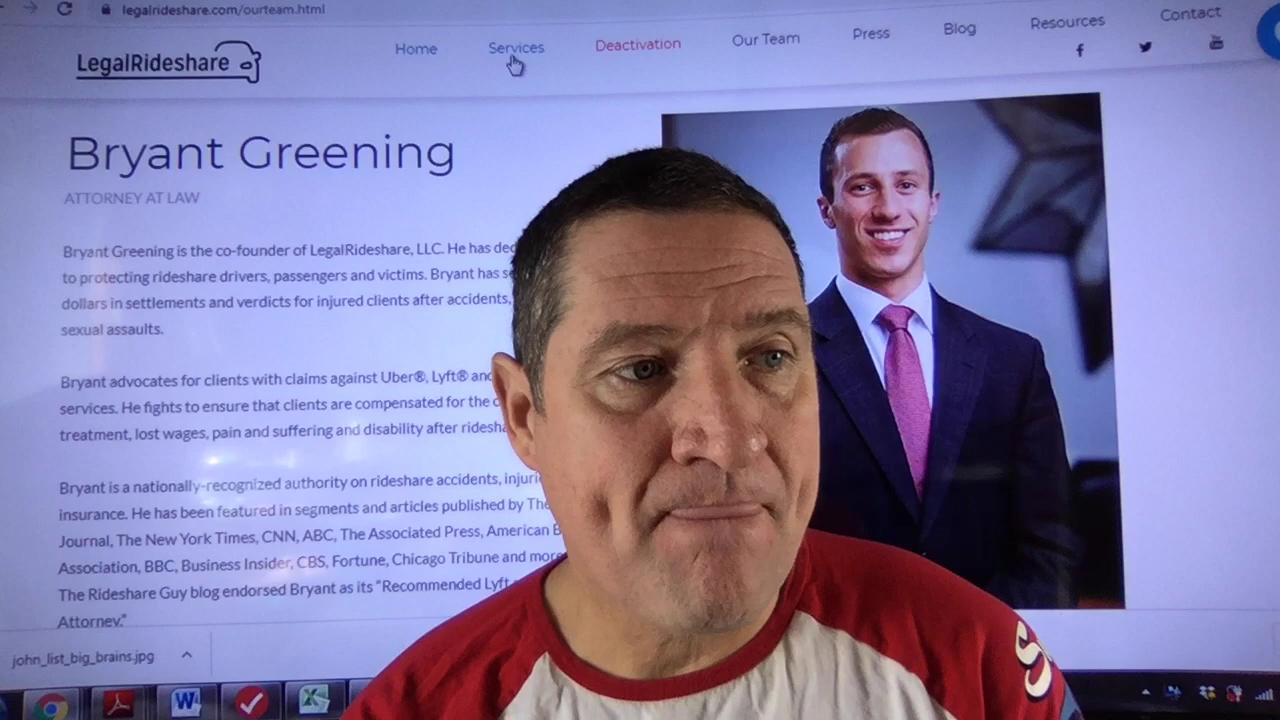 legalrideshare.com/ourteam.html
LegalRideshare
Home Services Deactivation Our Team Press Blog Resources Contact
Bryant Greening
ATTORNEY AT LAW
Bryant Greening is the co-founder of LegalRideshare, LLC. He has
to protecting rideshare drivers, passengers and victims. Bryant has
dollars in settlements and verdicts for injured clients after accidents,
sexual assaults.
Bryant advocates for clients with claims against Uber®, Lyft® and
services. He fights to ensure that clients are compensated for the
treatment, lost wages, pain and suffering and disability after
Bryant is a nationally-recognized authority on rideshare accidents,
insurance. He has been featured in segments and articles published by The
Journal, The New York Times, CNN, ABC, The Associated Press, American
Association, BBC, Business Insider, CBS, Fortune, Chicago Tribune and more
The Rideshare Guy blog endorsed Bryant as its "Recommended Lyft
Attorney."
john_list_big_brains.jpg